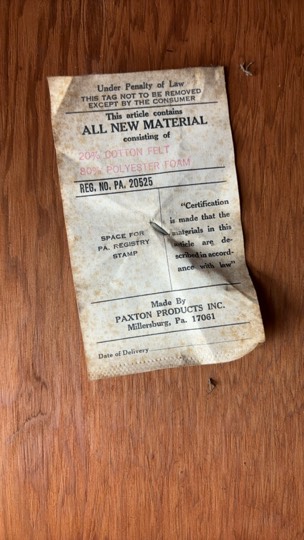 Under Penalty of Law
THIS TAG NOT TO BE REMOVED
EXCEPT BY THE CONSUMER
This article contains
ALL NEW MATERIAL
consisting of
20% COTTON FELT
80% POLYESTER FOAM
REG. NO. PA. 20525
SPACE FOR
PA. REGISTRY
STAMP
"Certification
is made that the
materials in this
article are de-
scribed in accord-
ance with law"
Made By
PAXTON PRODUCTS INC.
Millersburg, Pa. 17061
Date of Delivery